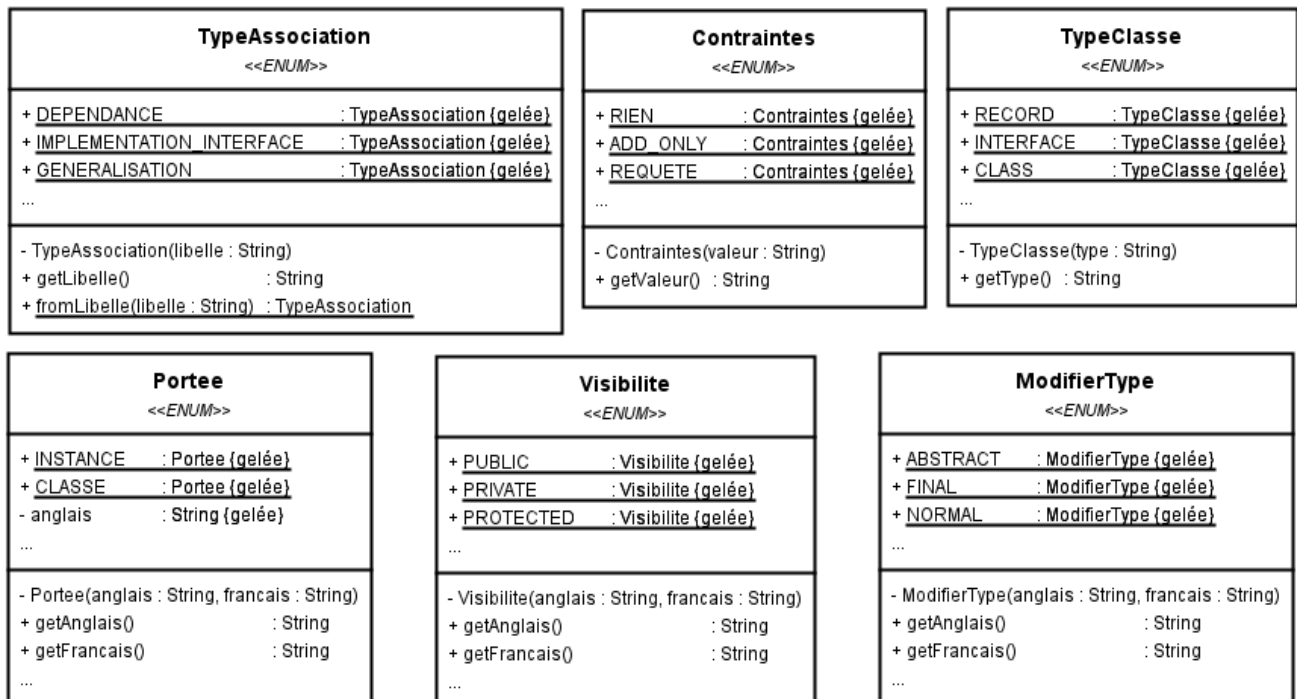 TypeAssociation
<<ENUM>>
+ DEPENDANCE : TypeAssociation {gelée}
+ IMPLEMENTATION_INTERFACE : TypeAssociation {gelée}
+ GENERALISATION : TypeAssociation {gelée}
...
- TypeAssociation(libelle : String)
+ getLibelle() : String
+ fromLibelle(libelle : String) : TypeAssociation
Contraintes
<<ENUM>>
+ RIEN : Contraintes {gelée}
+ ADD_ONLY : Contraintes {gelée}
+ REQUETE : Contraintes {gelée}
...
- Contraintes(valeur : String)
+ getValeur() : String
TypeClasse
<<ENUM>>
+ RECORD : TypeClasse {gelée}
+ INTERFACE : TypeClasse {gelée}
+ CLASS : TypeClasse {gelée}
...
- TypeClasse(type : String)
+ getType() : String
Portee
<<ENUM>>
+ INSTANCE : Portee {gelée}
+ CLASSE : Portee {gelée}
- anglais : String {gelée}
...
- Portee(anglais : String, francais : String)
+ getAnglais() : String
+ getFrancais() : String
...
Visibilite
<<ENUM>>
+ PUBLIC : Visibilite {gelée}
+ PRIVATE : Visibilite {gelée}
+ PROTECTED : Visibilite {gelée}
...
- Visibilite(anglais : String, francais : String)
+ getAnglais() : String
+ getFrancais() : String
...
ModifierType
<<ENUM>>
+ ABSTRACT : ModifierType {gelée}
+ FINAL : ModifierType {gelée}
+ NORMAL : ModifierType {gelée}
...
- ModifierType(anglais : String, francais : String)
+ getAnglais() : String
+ getFrancais() : String
...